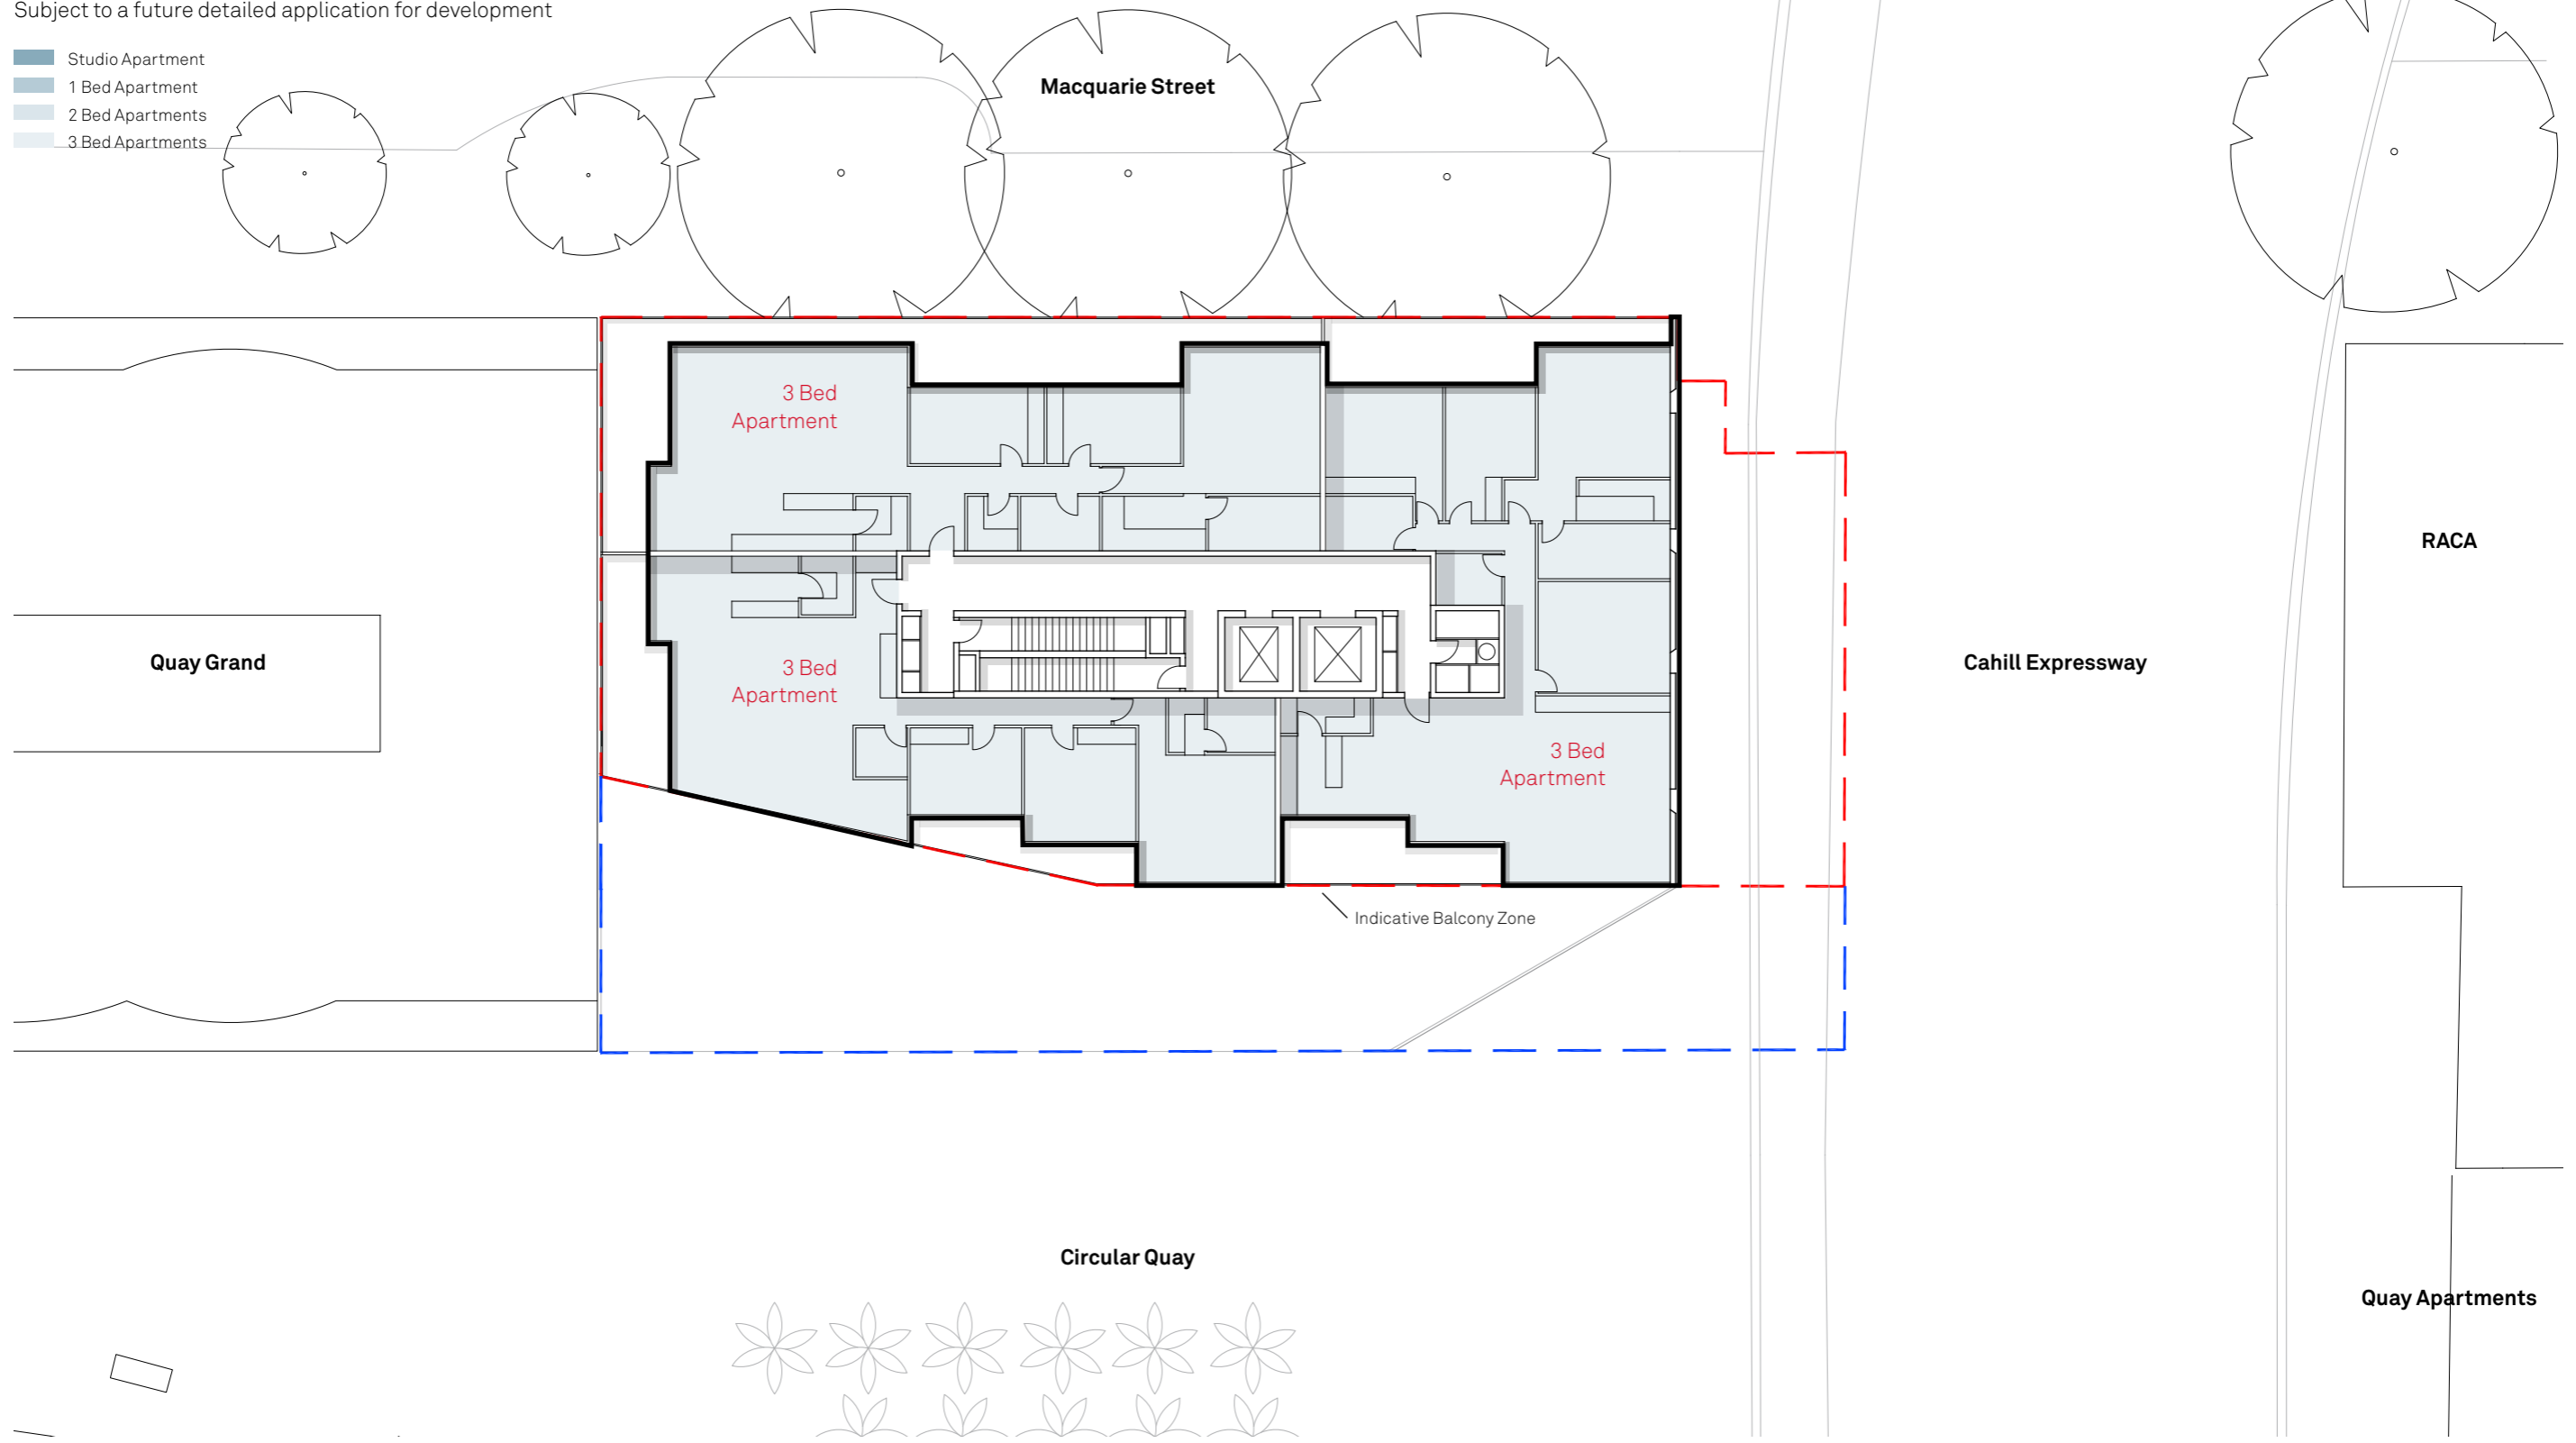 Subject to a future detailed application for development
Studio Apartment
1 Bed Apartment
2 Bed Apartments
3 Bed Apartments
Macquarie Street
3 Bed
Apartment
RACA
Quay Grand
3 Bed
Apartment
Cahill Expressway
3 Bed
Apartment
Indicative Balcony Zone
Circular Quay
Quay Apartments